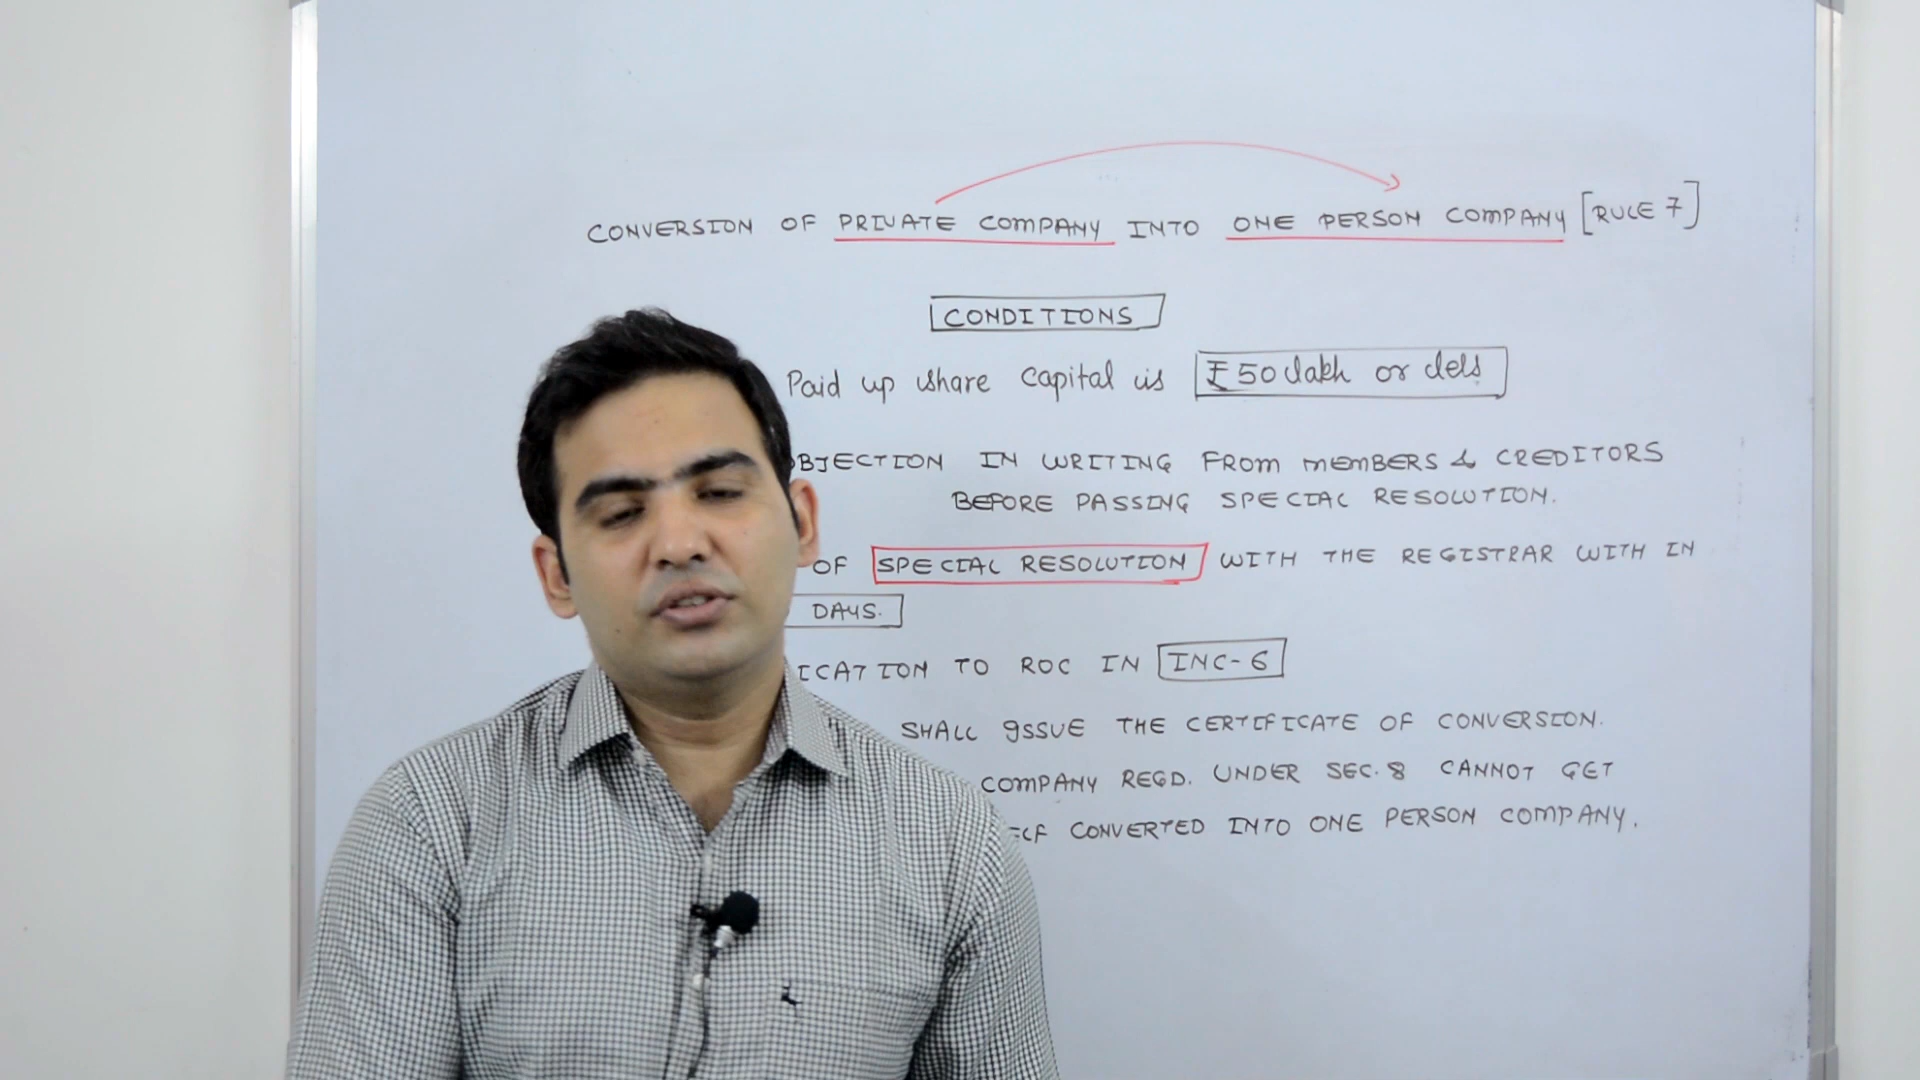 CONVERSION OF PRIVATE COMPANY INTO ONE PERSON COMPANY [RULE 7]
CONDITIONS
Paid up share capital is ₹50 lakh or less
BJECTION IN WRITING FROM MEMBERS & CREDITORS
BEFORE PASSING SPECIAL RESOLUTION.
OF SPECIAL RESOLUTION WITH THE REGISTRAR WITH IN
DAYS.
ICATION TO ROC IN INC-6
SHALL ISSUE THE CERTIFICATE OF CONVERSION.
COMPANY REGD. UNDER SEC. 8 CANNOT GET
ELF CONVERTED INTO ONE PERSON COMPANY.